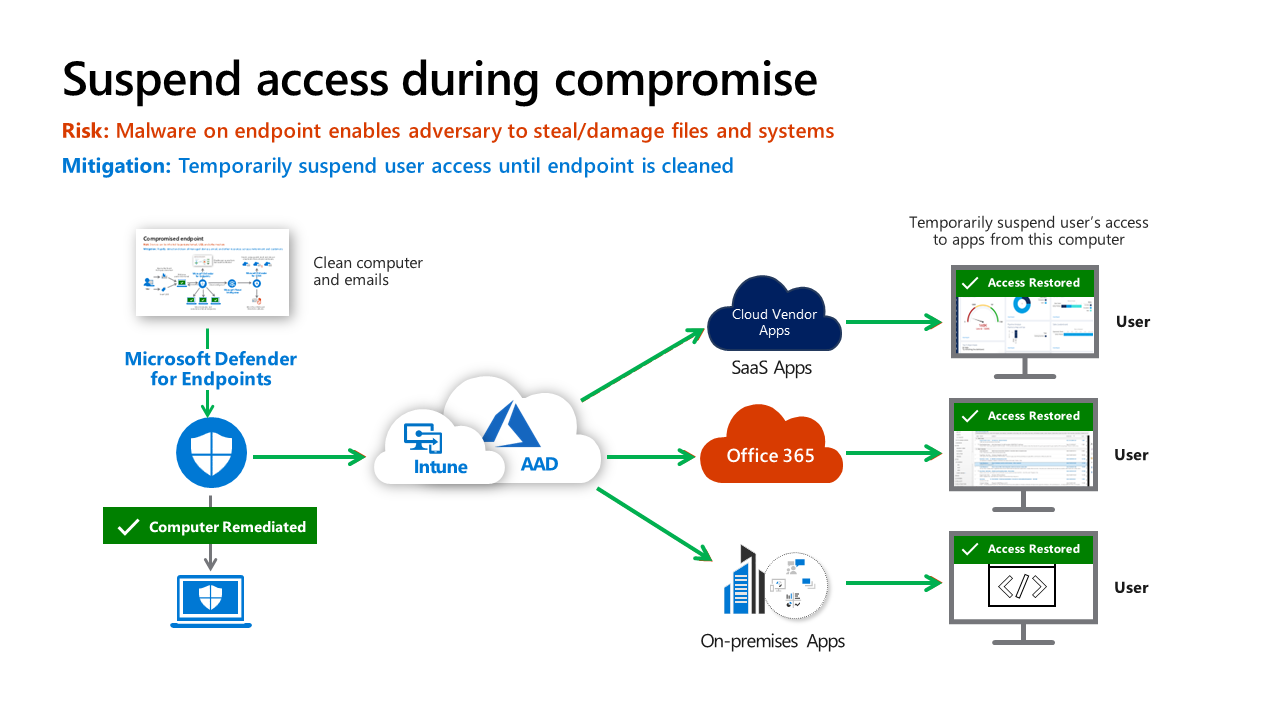 Suspend access during compromise
Risk: Malware on endpoint enables adversary to steal/damage files and systems
Mitigation: Temporarily suspend user access until endpoint is cleaned
Compromised endpoint
Clean computer
and emails
Microsoft Defender
for Endpoints
Computer Remediated
Intune
AAD
Cloud Vendor
Apps
SaaS Apps
Office 365
On-premises Apps
Temporarily suspend user’s access
to apps from this computer
Access Restored
User
Access Restored
User
Access Restored
User